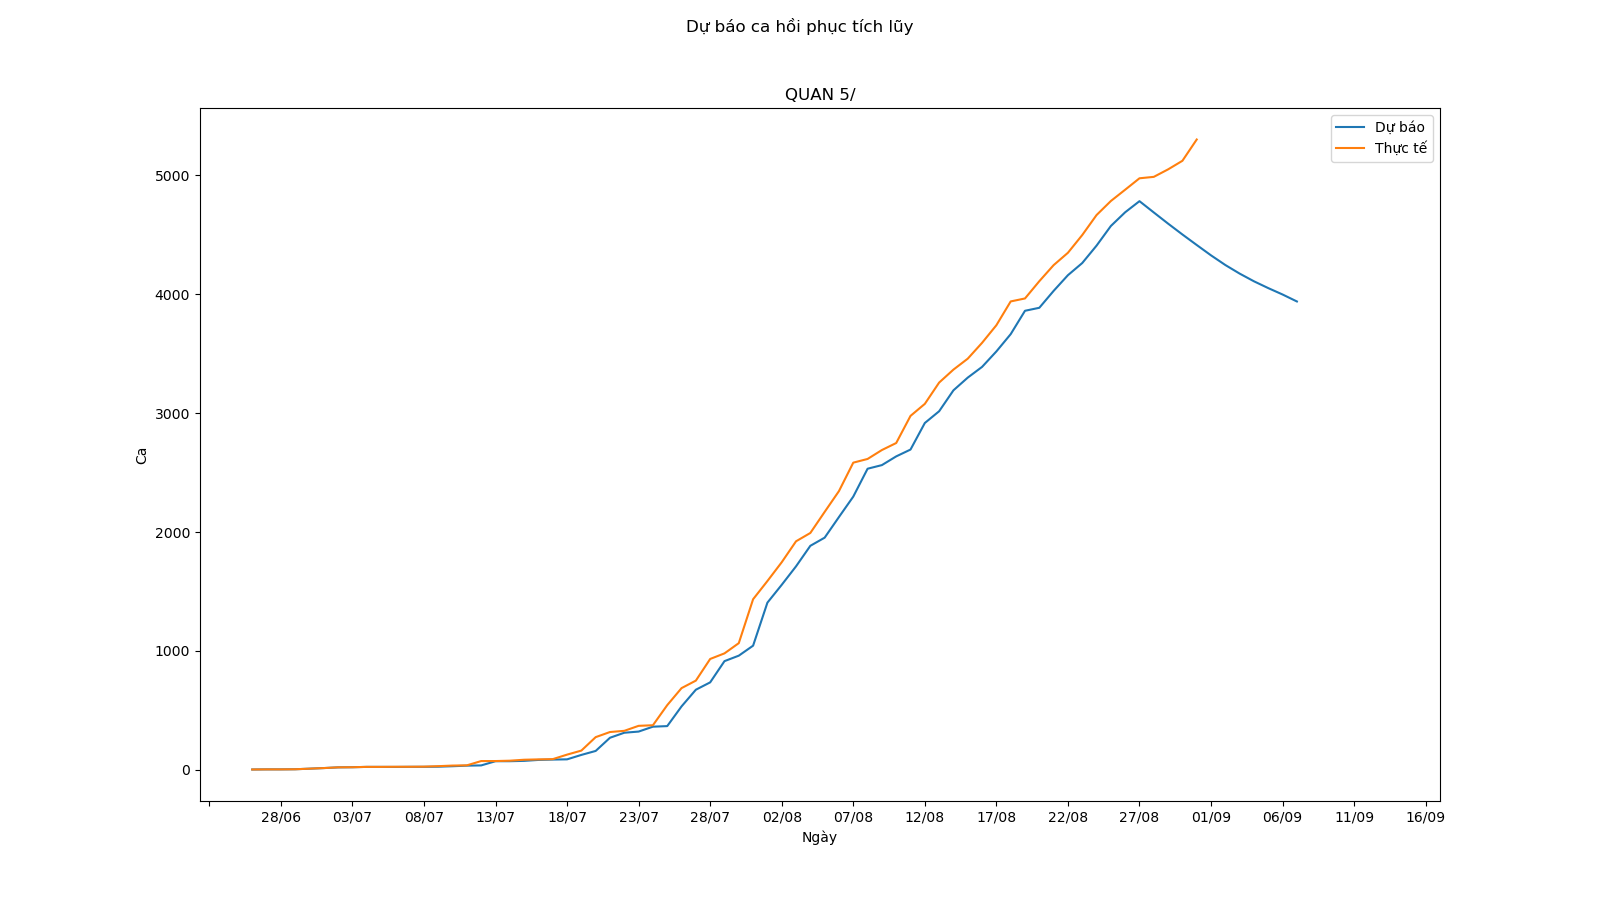 Dự báo ca hồi phục tích lũy
QUAN 5/
Dự báo
Thực tế
5000
4000
3000
2000
1000
0
Ca
28/06 03/07 08/07 13/07 18/07 23/07 28/07 02/08 07/08 12/08 17/08 22/08 27/08 01/09 06/09 11/09 16/09
Ngày